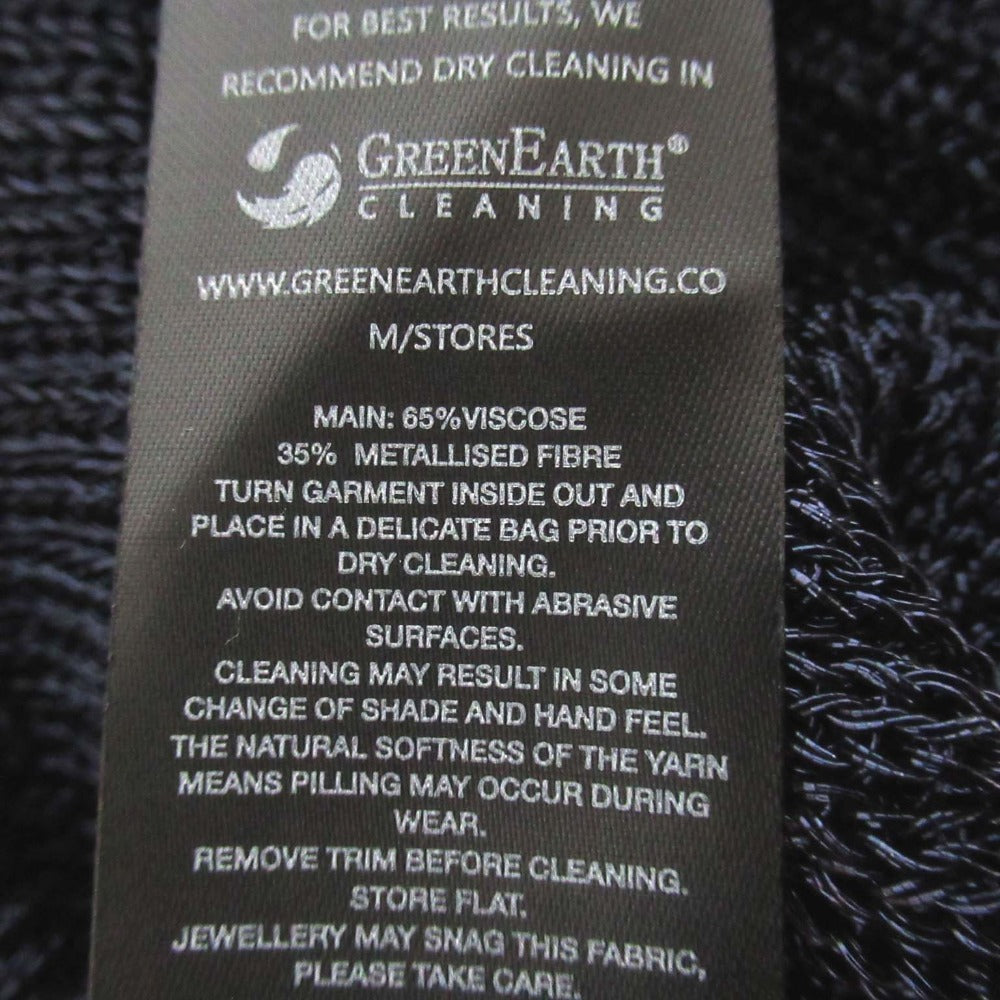 FOR BEST RESULTS, WE
RECOMMEND DRY CLEANING IN
GREENEARTH®
CLEANING
WWW.GREENEARTHCLEANING.CO
M/STORES
MAIN: 65%VISCOSE
35% METALLISED FIBRE
TURN GARMENT INSIDE OUT AND
PLACE IN A DELICATE BAG PRIOR TO
DRY CLEANING.
AVOID CONTACT WITH ABRASIVE
SURFACES.
CLEANING MAY RESULT IN SOME
CHANGE OF SHADE AND HAND FEEL.
THE NATURAL SOFTNESS OF THE YARN
MEANS PILLING MAY OCCUR DURING
WEAR.
REMOVE TRIM BEFORE CLEANING.
STORE FLAT.
JEWELLERY MAY SNAG THIS FABRIC,
PLEASE TAKE CARE.